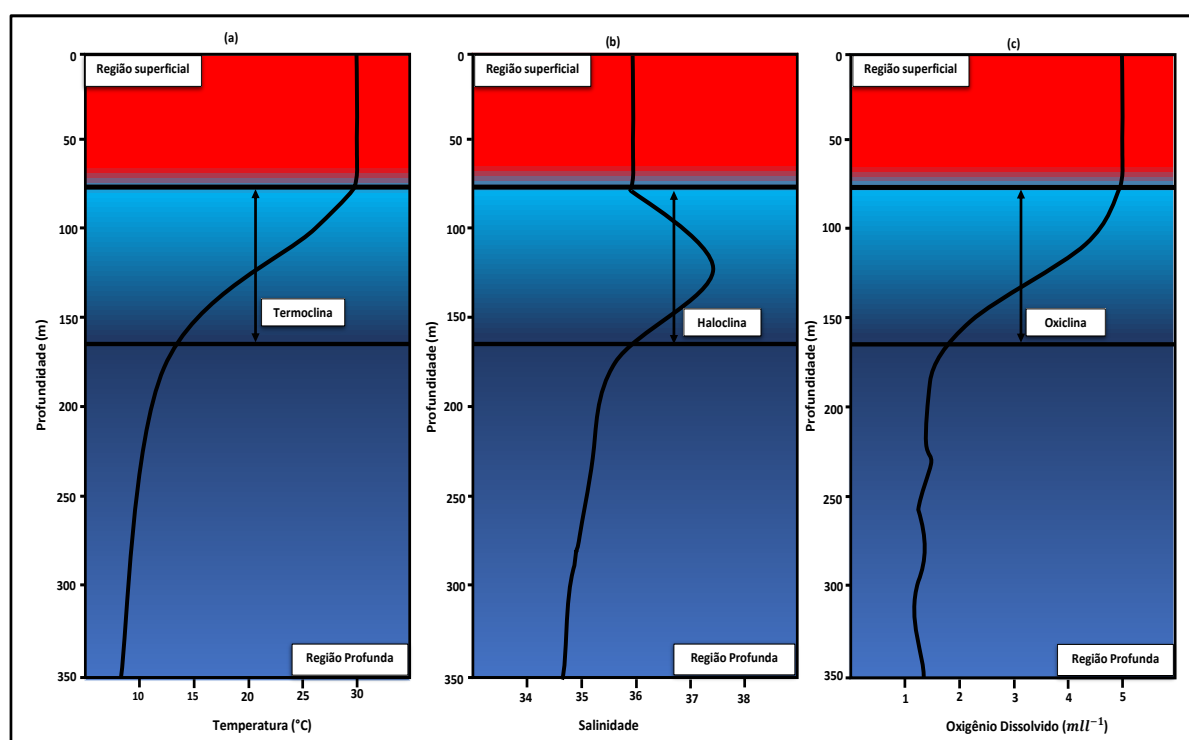 (a)
(b)
(c)
0
50
100
150
200
250
300
350
Profundidade (m)
Região superficial
Termoclina
Região Profunda
10
15
20
25
30
Temperatura (°C)
0
50
100
150
200
250
300
350
Profundidade (m)
Região superficial
Haloclina
Região Profunda
34
35
36
37
38
Salinidade
0
50
100
150
200
250
300
350
Profundidade (m)
Região superficial
Oxiclina
Região Profunda
1
2
3
4
5
Oxigênio Dissolvido (mll⁻¹)